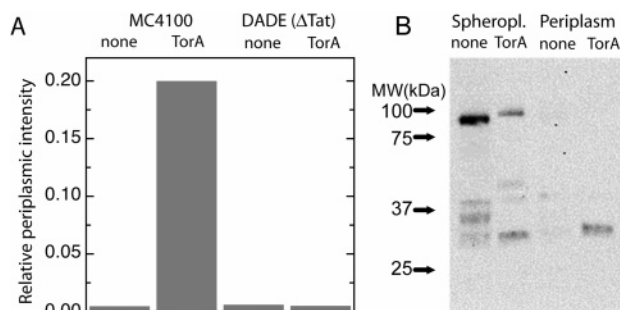 A
MC4100 DADE (ΔTat)
none TorA none TorA
Relative periplasmic intensity
0.20
0.15
0.10
0.05
0.00
B
Spheropl. Periplasm
none TorA none TorA
MW(kDa)
100
75
37
25